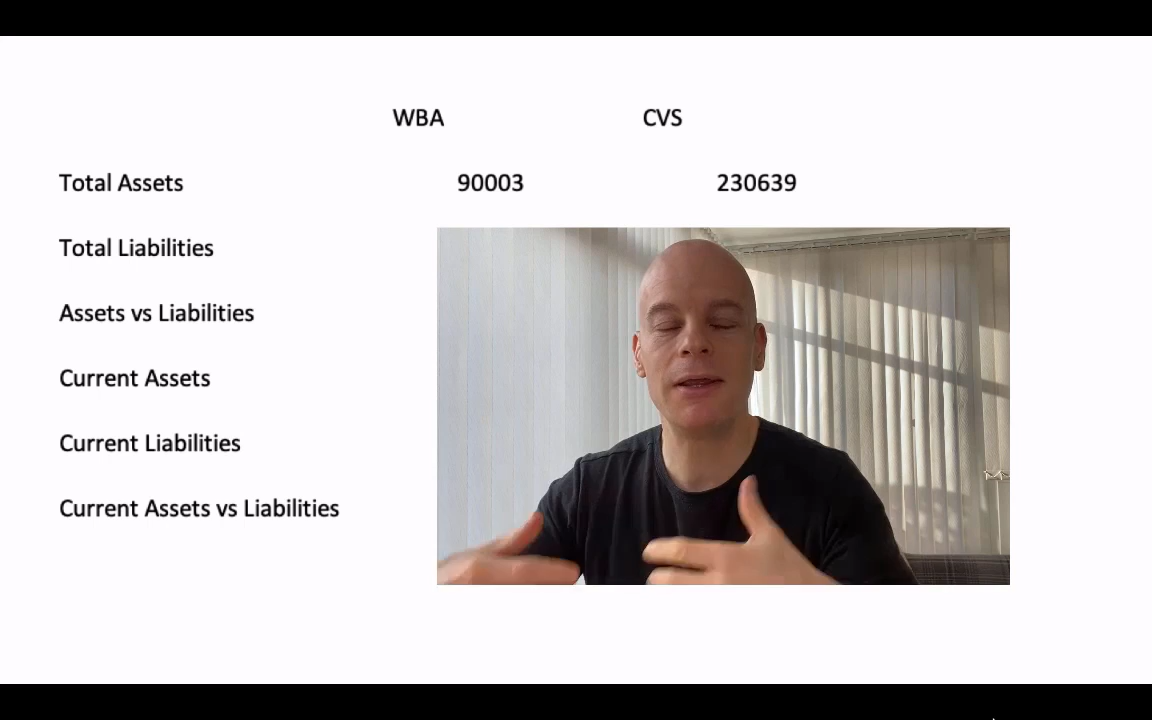 WBA CVS
Total Assets 90003 230639
Total Liabilities
Assets vs Liabilities
Current Assets
Current Liabilities
Current Assets vs Liabilities